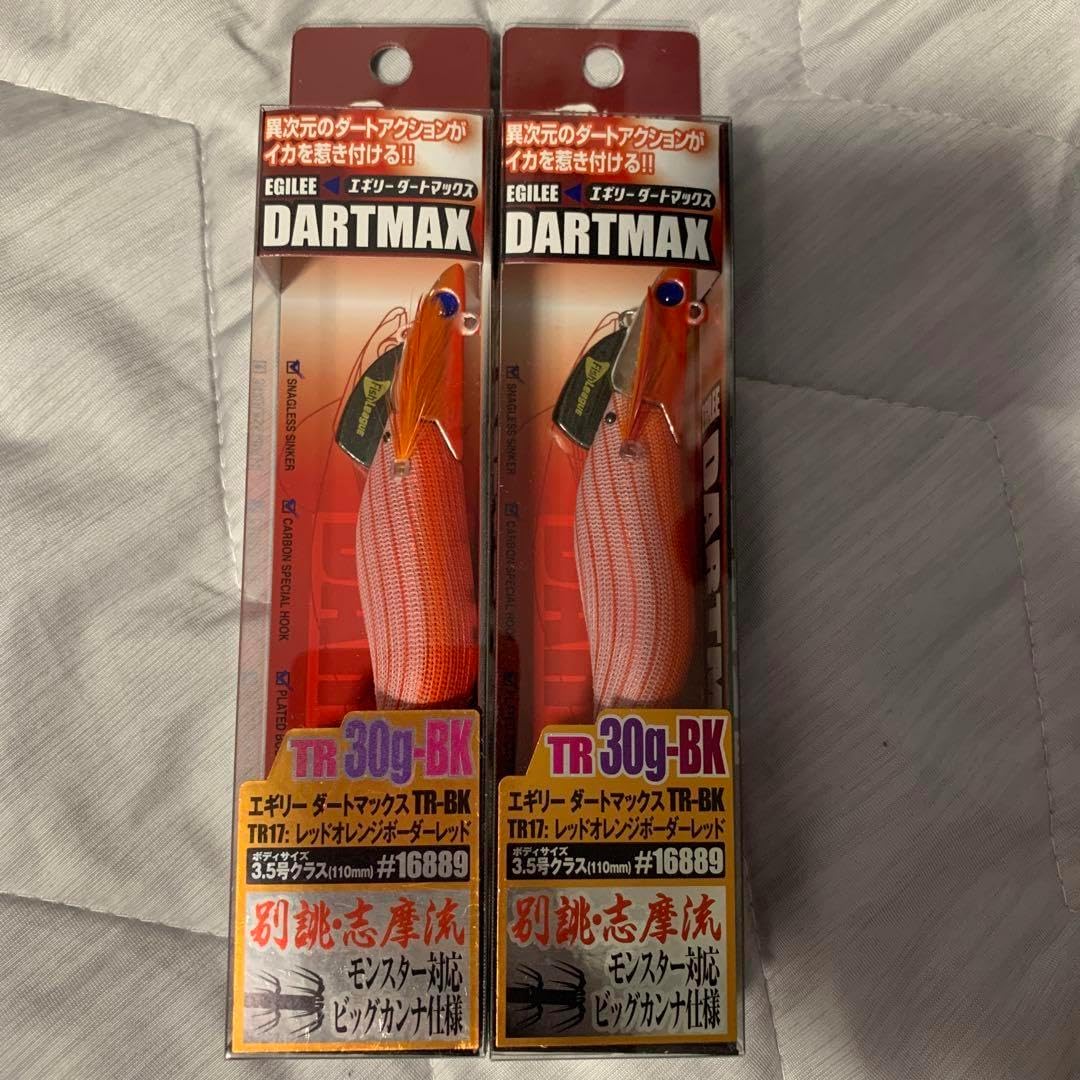 異次元のダートアクションが
イカを惹き付ける!!
EGILEE エギリー ダートマックス
DARTMAX
FishLeague
SNAGLESS SINKER
CARBON SPECIAL HOOK
PLATED
TR 30g-BK
エギリー ダートマックス TR-BK
TR17: レッドオレンジボーダーレッド
ボディサイズ
3.5号クラス(110mm) #16889
別誂・志摩流
モンスター対応
ビッグカンナ仕様
異次元のダートアクションが
イカを惹き付ける!!
EGILEE エギリー ダートマックス
DARTMAX
FishLeague
SNAGLESS SINKER
CARBON SPECIAL HOOK
EGILEE
TR 30g-BK
エギリー ダートマックス TR-BK
TR17: レッドオレンジボーダーレッド
ボディサイズ
3.5号クラス(110mm) #16889
別誂・志摩流
モンスター対応
ビッグカンナ仕様